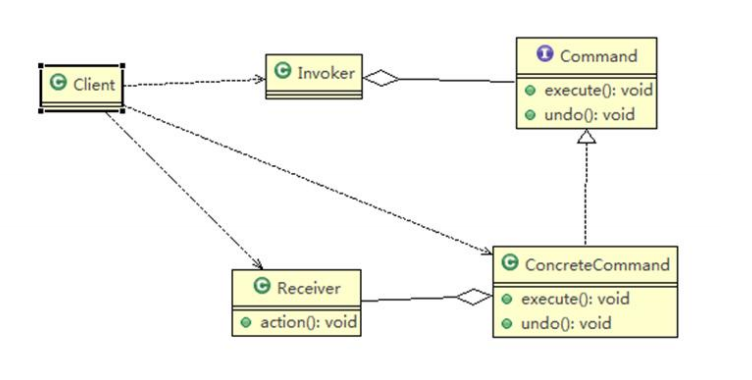 Client
Invoker
Command
execute(): void
undo(): void
Receiver
action(): void
ConcreteCommand
execute(): void
undo(): void